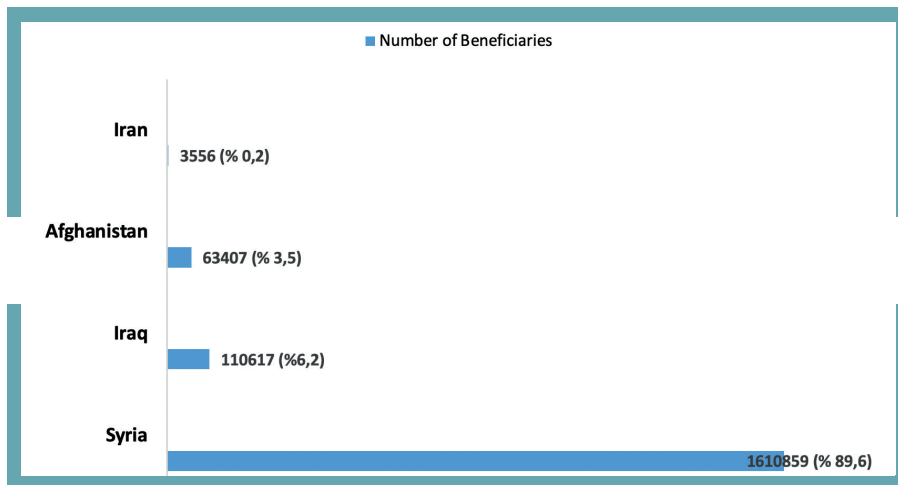 Number of Beneficiaries
Iran
3556 (% 0,2)
Afghanistan
63407 (% 3,5)
Iraq
110617 (%6,2)
Syria
1610859 (% 89,6)